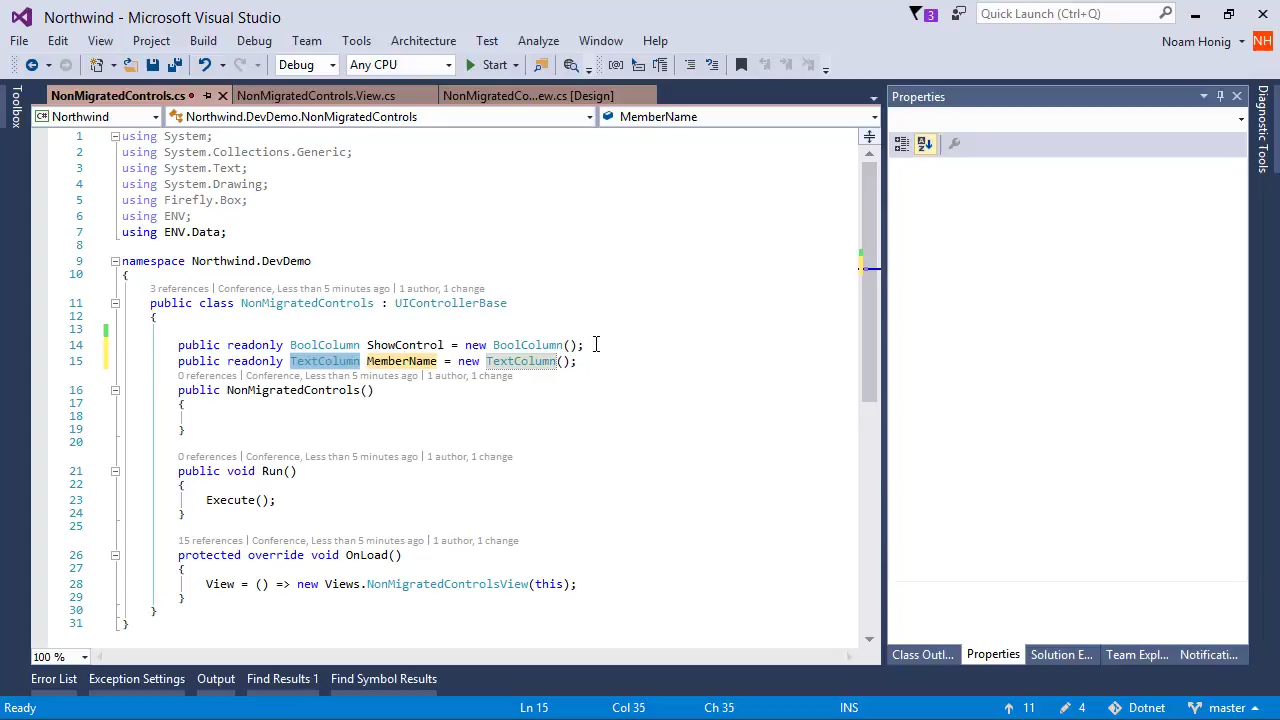 Northwind - Microsoft Visual Studio
3
Quick Launch (Ctrl+Q)
File Edit View Project Build Debug Team Tools Architecture Test Analyze Window Help
Noam Honig NH
Debug Any CPU Start
Toolbox
NonMigratedControls.cs NonMigratedControls.View.cs NonMigratedCo...ew.cs [Design]
Northwind Northwind.DevDemo.NonMigratedControls MemberName
1 using System;
2 using System.Collections.Generic;
3 using System.Text;
4 using System.Drawing;
5 using Firefly.Box;
6 using ENV;
7 using ENV.Data;
8
9 namespace Northwind.DevDemo
10 {
3 references | Conference, Less than 5 minutes ago | 1 author, 1 change
11 public class NonMigratedControls : UIControllerBase
12 {
13
14 public readonly BoolColumn ShowControl = new BoolColumn();
15 public readonly TextColumn MemberName = new TextColumn();
0 references | Conference, Less than 5 minutes ago | 1 author, 1 change
16 public NonMigratedControls()
17 {
18
19 }
20
0 references | Conference, Less than 5 minutes ago | 1 author, 1 change
21 public void Run()
22 {
23 Execute();
24 }
25
15 references | Conference, Less than 5 minutes ago | 1 author, 1 change
26 protected override void OnLoad()
27 {
28 View = () => new Views.NonMigratedControlsView(this);
29 }
30 }
31 }
100 %
Properties
Diagnostic Tools
Class Outl... Properties Solution E... Team Expl... Notificati...
Error List Exception Settings Output Find Results 1 Find Symbol Results
Ready Ln 15 Col 35 Ch 35 INS 11 4 Dotnet master